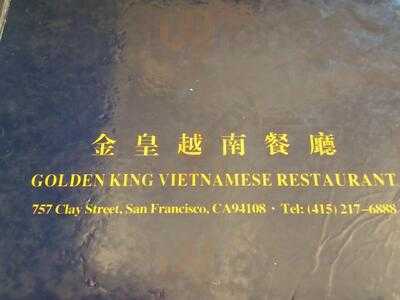 金皇越南餐廳
GOLDEN KING VIETNAMESE RESTAURANT
757 Clay Street, San Francisco, CA94108 · Tel: (415) 217-6888